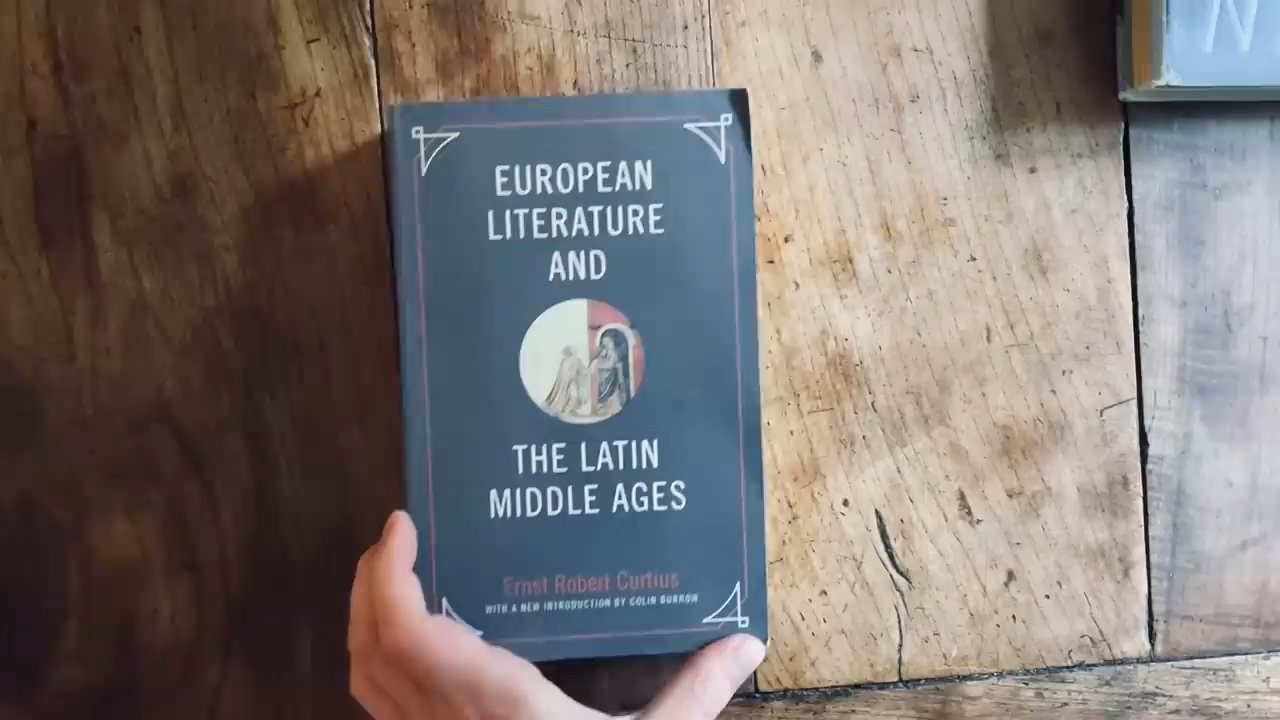 EUROPEAN
LITERATURE
AND
THE LATIN
MIDDLE AGES
Ernst Robert Curtius
WITH A NEW INTRODUCTION BY COLIN BURROW
N